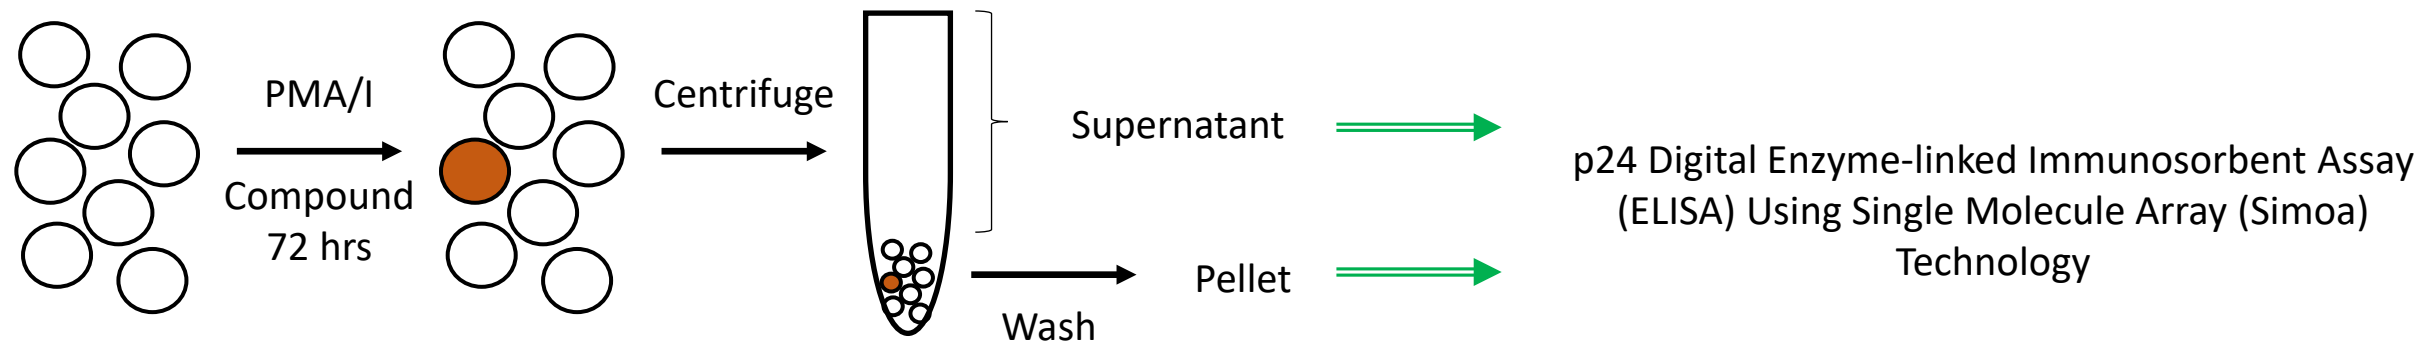 PMA/I
Compound
72 hrs
Centrifuge
Supernatant
Wash
Pellet
p24 Digital Enzyme-linked Immunosorbent Assay
(ELISA) Using Single Molecule Array (Simoa)
Technology